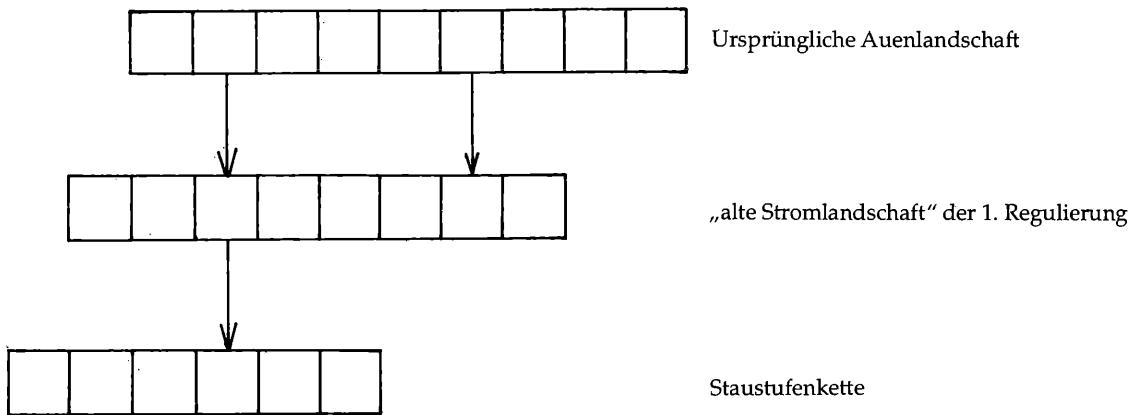 Ursprüngliche Auenlandschaft
„alte Stromlandschaft“ der 1. Regulierung
Staustufenkette